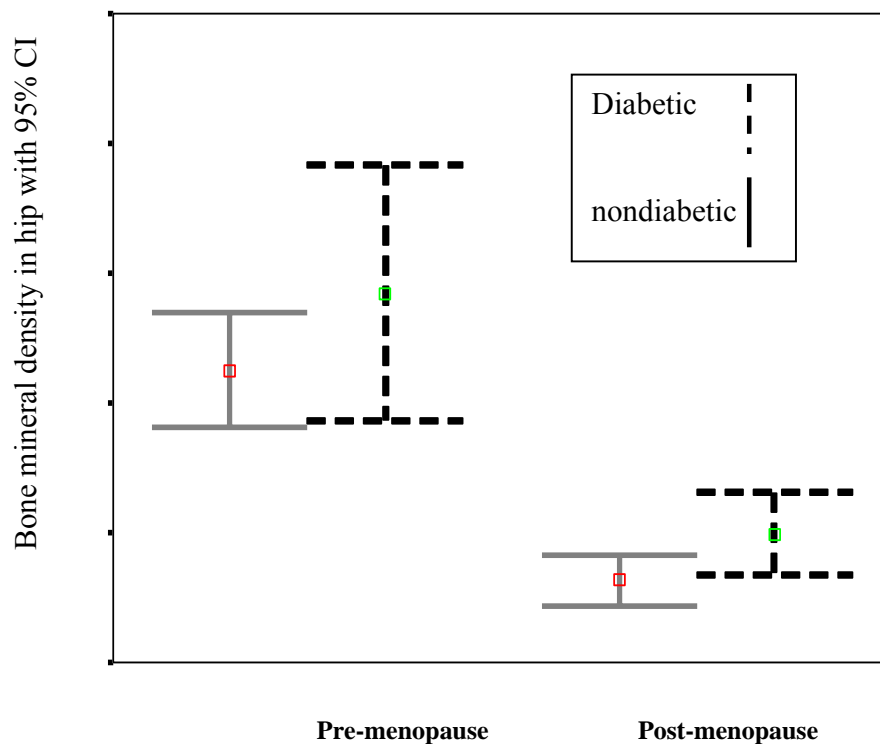 Bone mineral density in hip with 95% CI
Diabetic
nondiabetic
Pre-menopause
Post-menopause